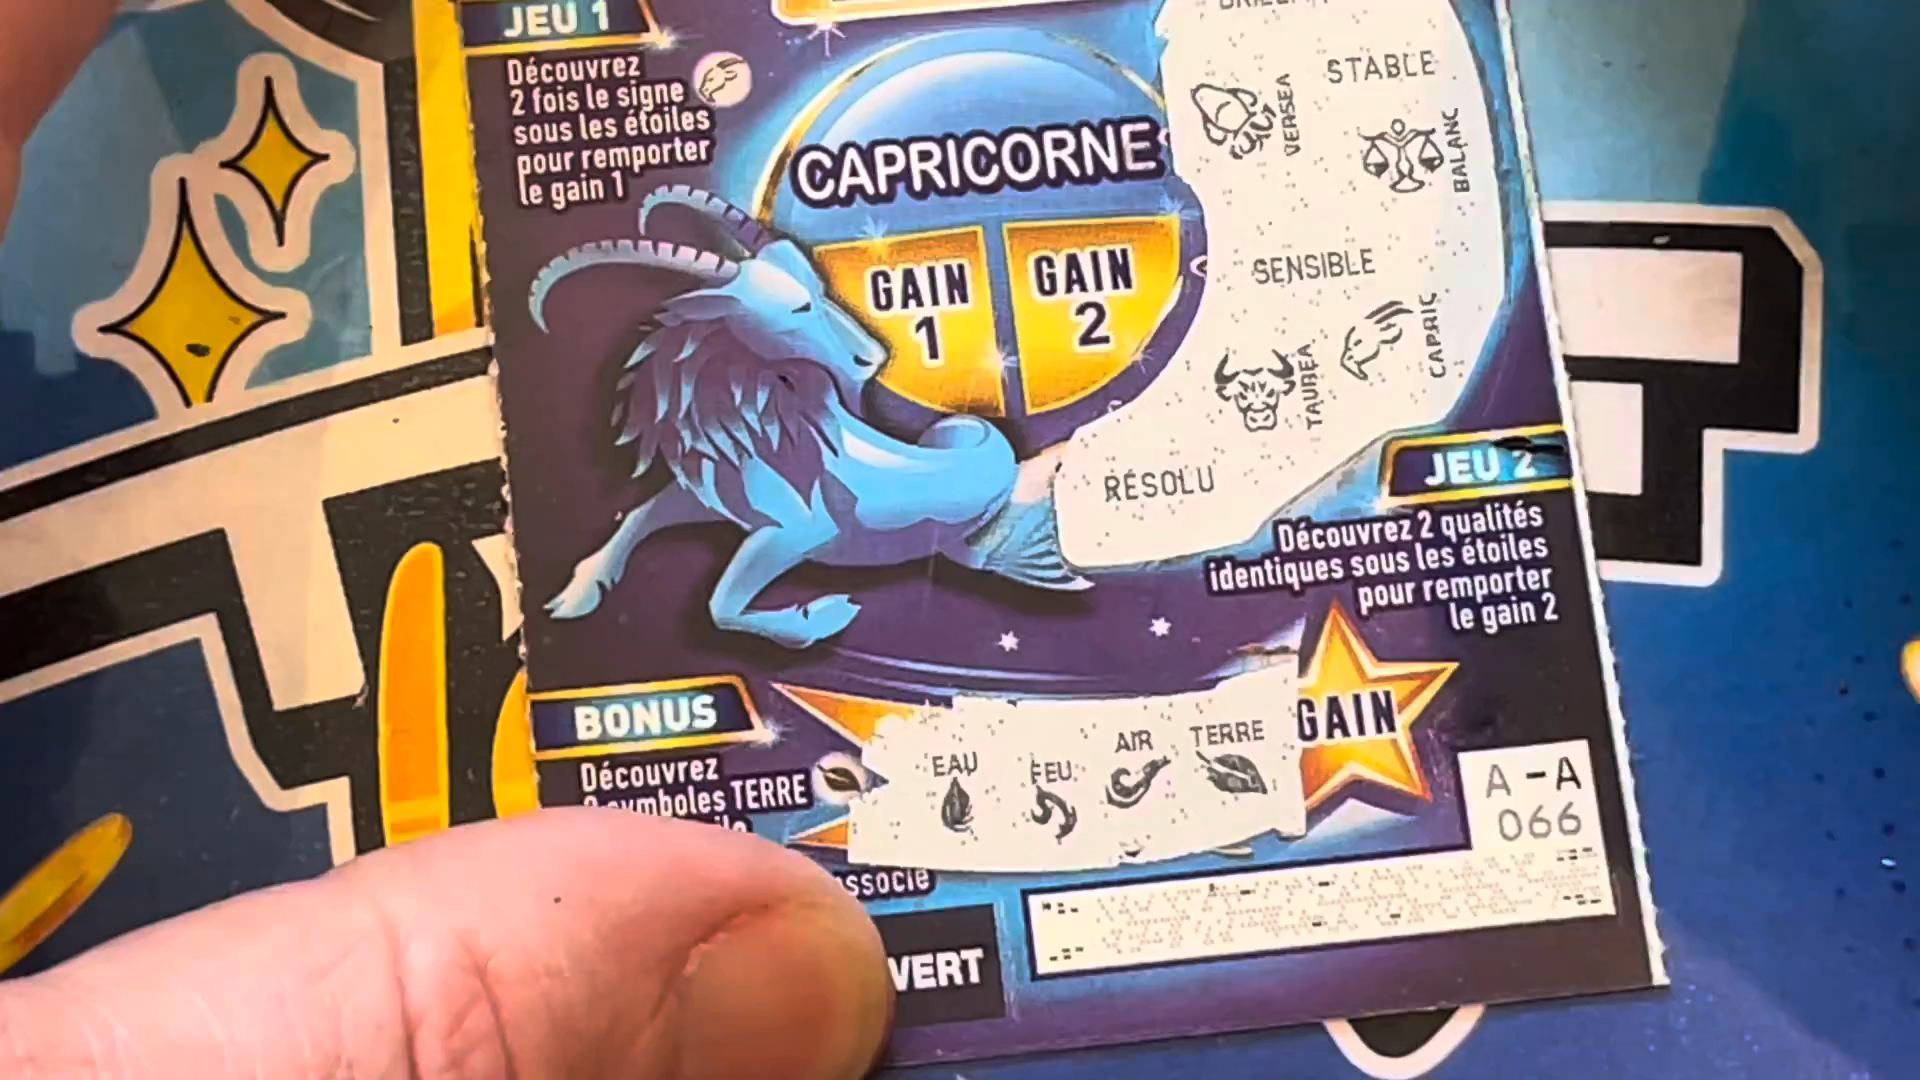 JEU 1
Découvrez
2 fois le signe
sous les étoiles
pour remporter
le gain 1
CAPRICORNE
GAIN
1
GAIN
2
STABLE
VERSEA
BALANC
SENSIBLE
TAUREA
CAPRIC
RÉSOLU
JEU 2
Découvrez 2 qualités
identiques sous les étoiles
pour remporter
le gain 2
BONUS
Découvrez
symboles TERRE
EAU
FEU
AIR
TERRE
GAIN
A -A
066